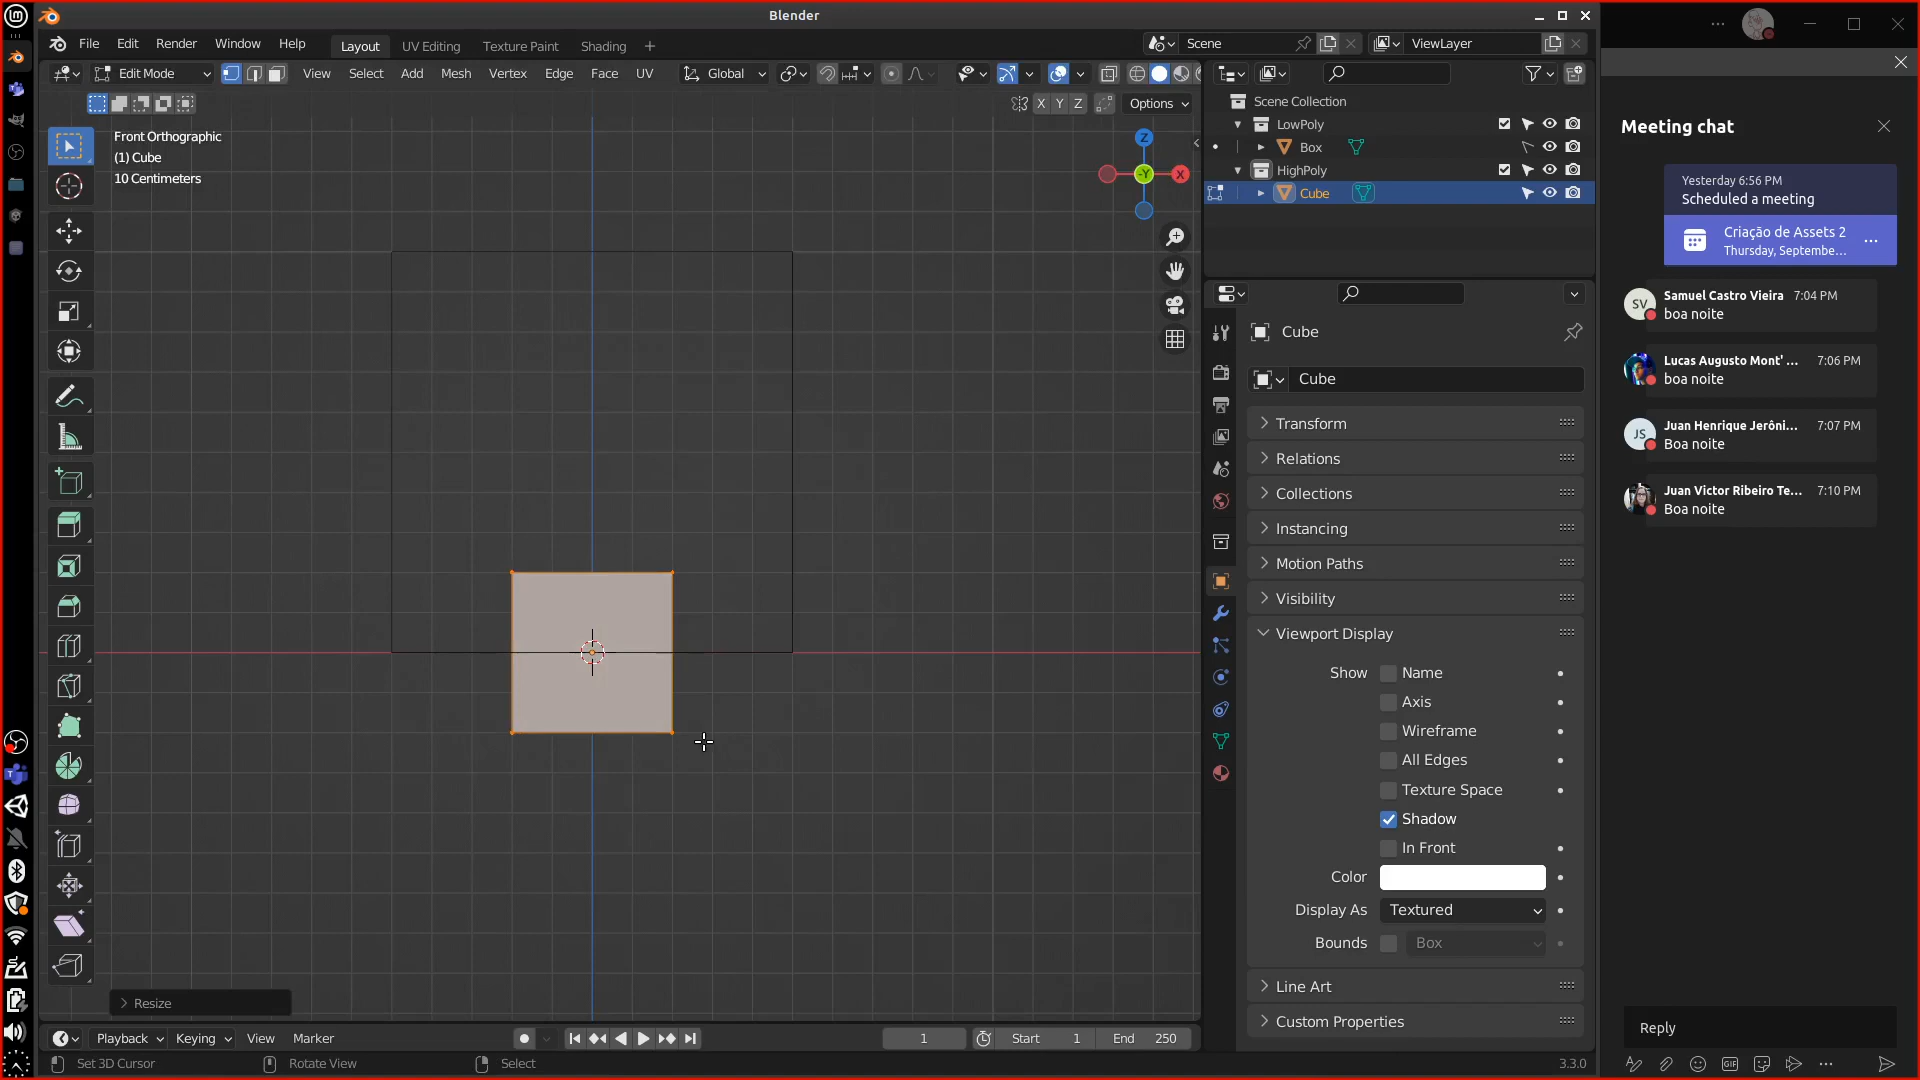 Blender
File Edit Render Window Help
Layout UV Editing Texture Paint Shading +
Scene
ViewLayer
Edit Mode
View Select Add Mesh Vertex Edge Face UV
Global
X Y Z
Options
Front Orthographic
(1) Cube
10 Centimeters
Z
-Y
X
Resize
Scene Collection
LowPoly
Box
HighPoly
Cube
Cube
Cube
Transform
Relations
Collections
Instancing
Motion Paths
Visibility
Viewport Display
Show Name
Axis
Wireframe
All Edges
Texture Space
Shadow
In Front
Color
Display As Textured
Bounds Box
Line Art
Custom Properties
Playback Keying View Marker
1
Start 1
End 250
Set 3D Cursor
Rotate View
Select
3.3.0
Meeting chat
Yesterday 6:56 PM
Scheduled a meeting
Criação de Assets 2
Thursday, Septembe...
SV
Samuel Castro Vieira 7:04 PM
boa noite
Lucas Augusto Mont' ... 7:06 PM
boa noite
JS
Juan Henrique Jerôni... 7:07 PM
Boa noite
Juan Victor Ribeiro Te... 7:10 PM
Boa noite
Reply
GIF